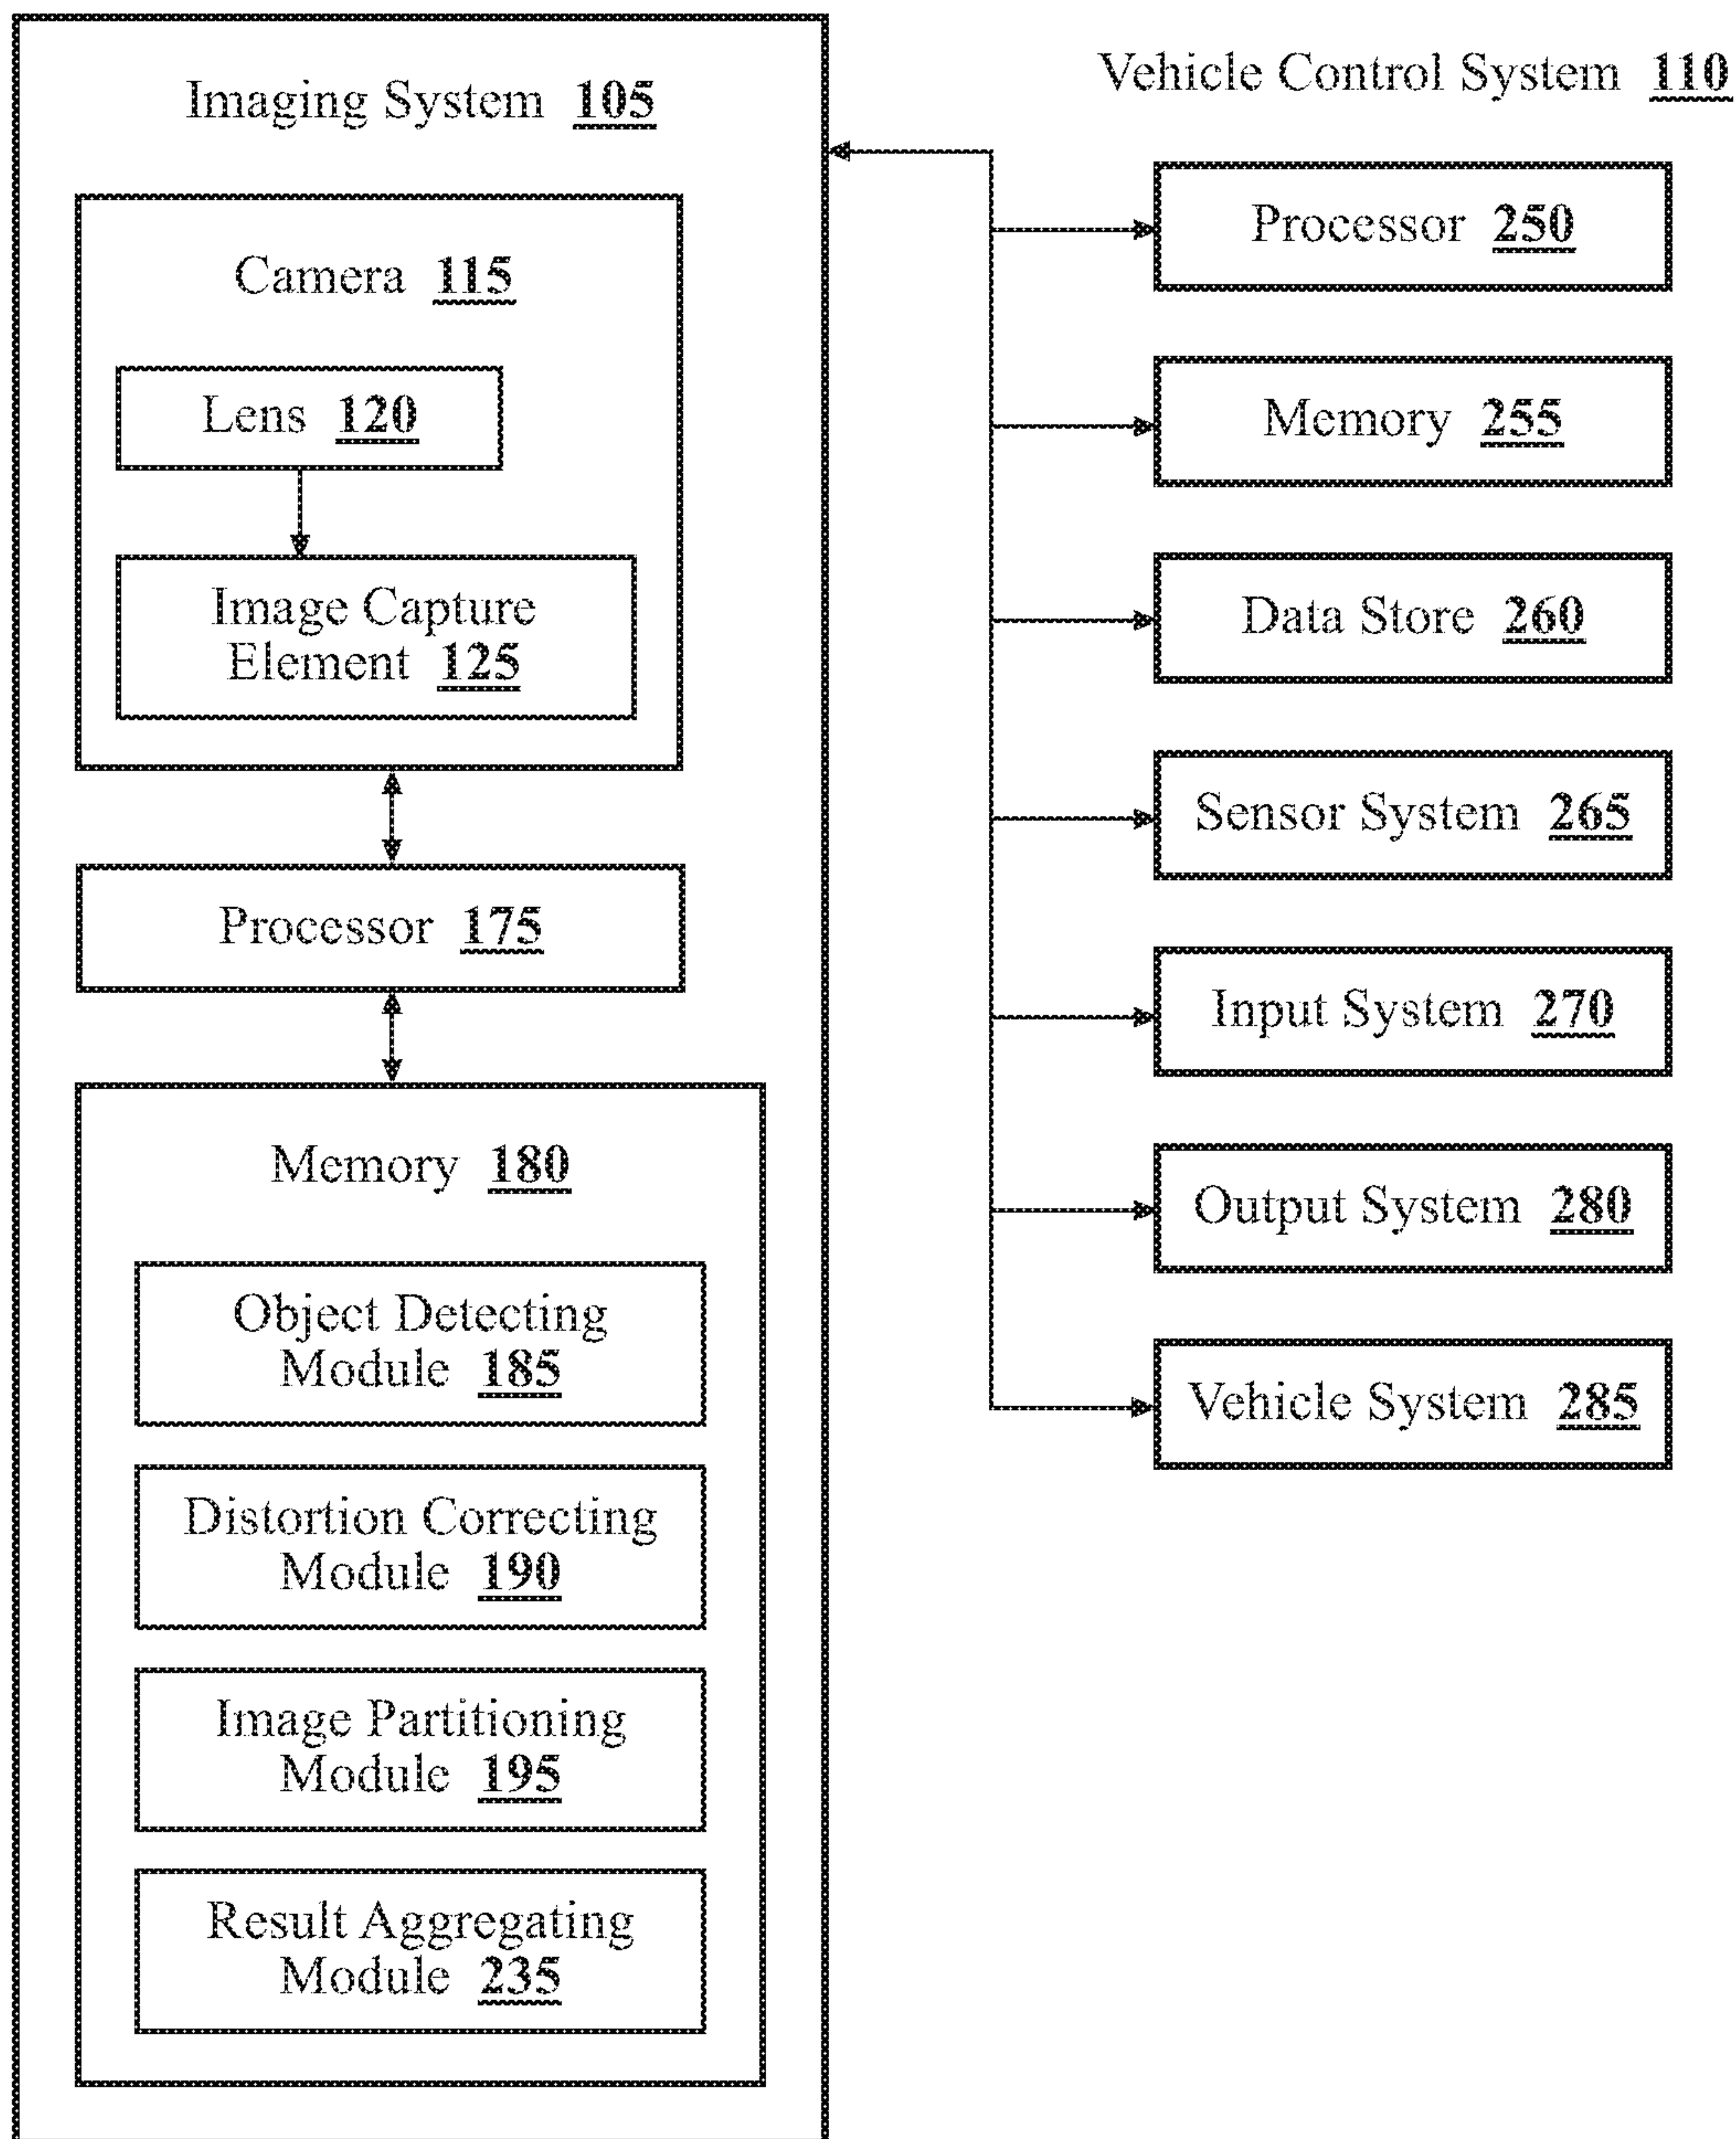 Imaging System 105
Camera 115
Lens 120
Image Capture
Element 125
Processor 175
Memory 180
Object Detecting
Module 185
Distortion Correcting
Module 190
Image Partitioning
Module 195
Result Aggregating
Module 235
Vehicle Control System 110
Processor 250
Memory 255
Data Store 260
Sensor System 265
Input System 270
Output System 280
Vehicle System 285